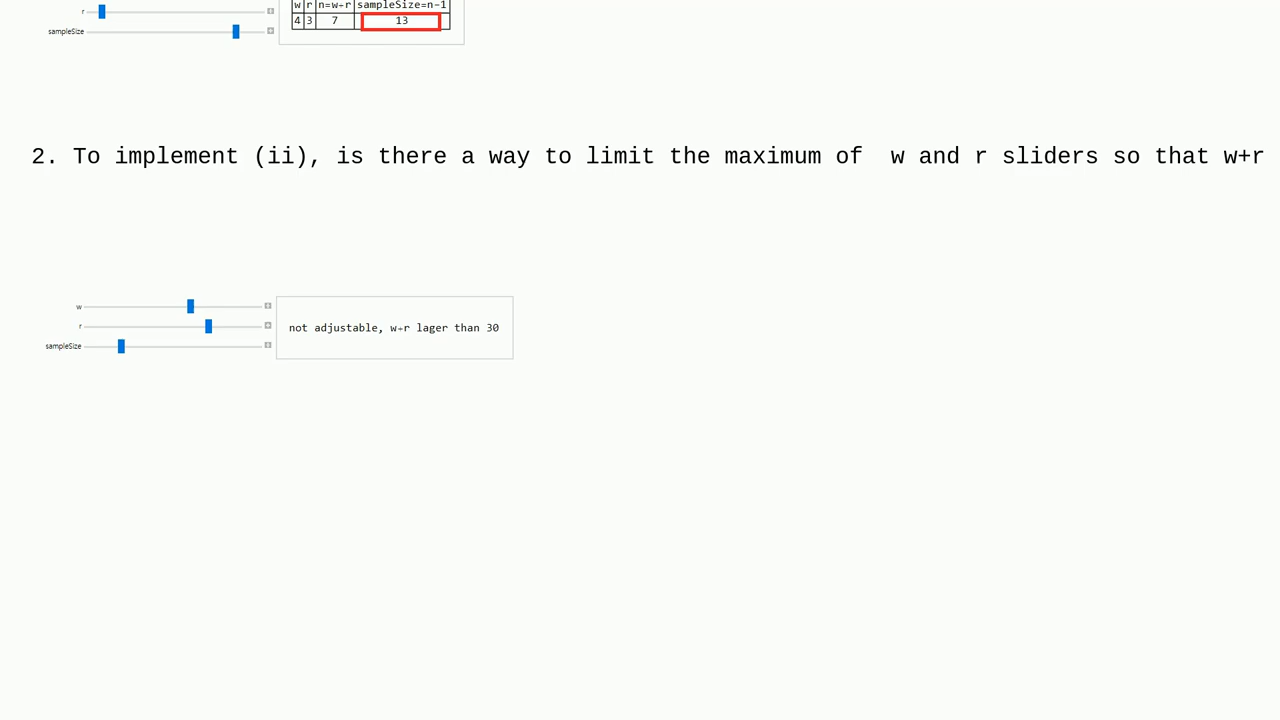 w r n=w+r sampleSize=n-1
r
4 3 7 13
sampleSize
2. To implement (ii), is there a way to limit the maximum of  w and r sliders so that w+r
w
r
not adjustable, w+r lager than 30
sampleSize